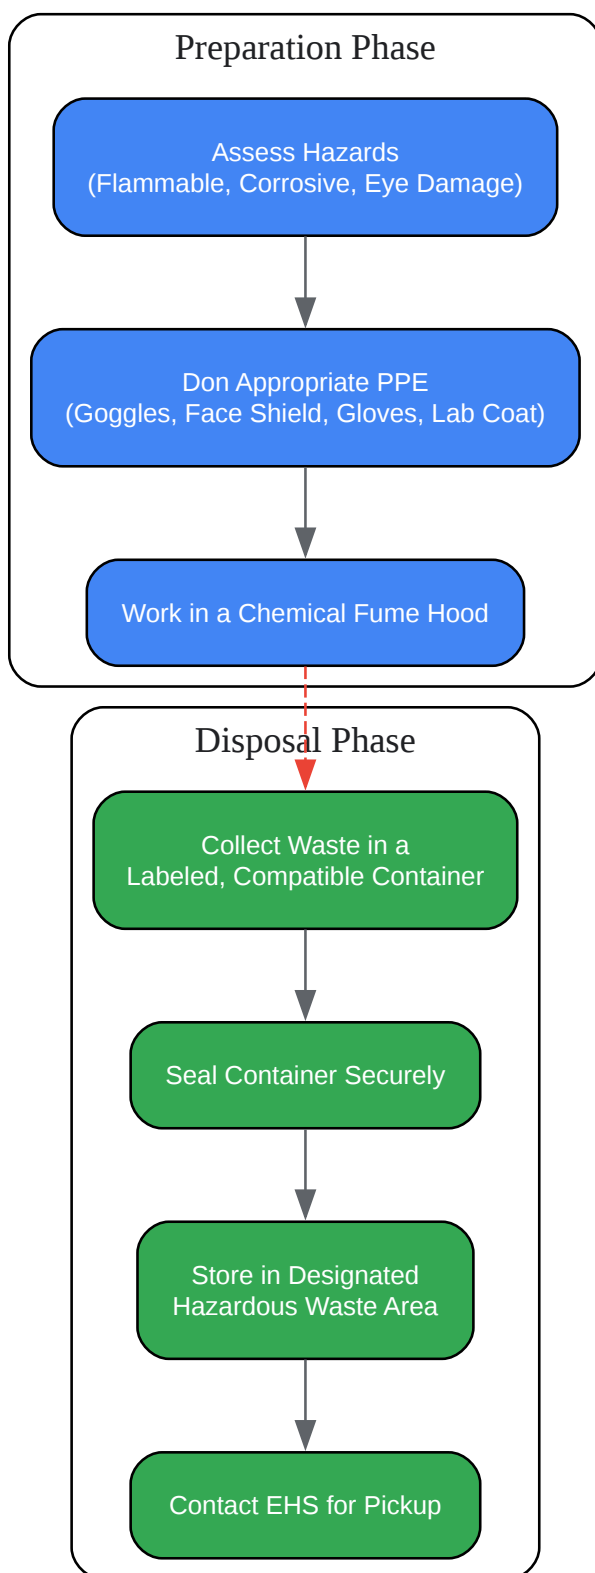 Preparation Phase
Assess Hazards
(Flammable, Corrosive, Eye Damage)
Don Appropriate PPE
(Goggles, Face Shield, Gloves, Lab Coat)
Work in a Chemical Fume Hood
Disposal Phase
Collect Waste in a
Labeled, Compatible Container
Seal Container Securely
Store in Designated
Hazardous Waste Area
Contact EHS for Pickup